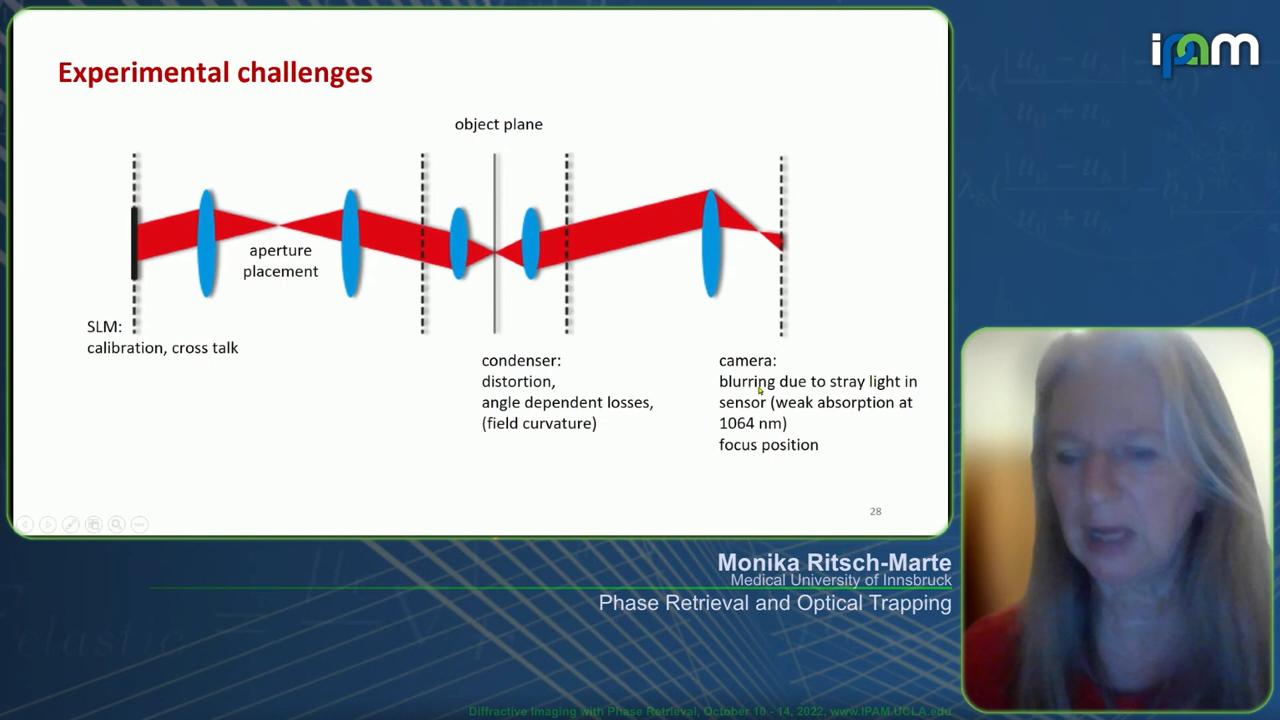 Experimental challenges
ipam
object plane
aperture
placement
SLM:
calibration, cross talk
condenser:
distortion,
angle dependent losses,
(field curvature)
camera:
blurring due to stray light in
sensor (weak absorption at
1064 nm)
focus position
28
Monika Ritsch-Marte
Medical University of Innsbruck
Phase Retrieval and Optical Trapping
elastic
Diffractive Imaging with Phase Retrieval, October 10 - 14, 2022, www.IPAM.UCLA.edu